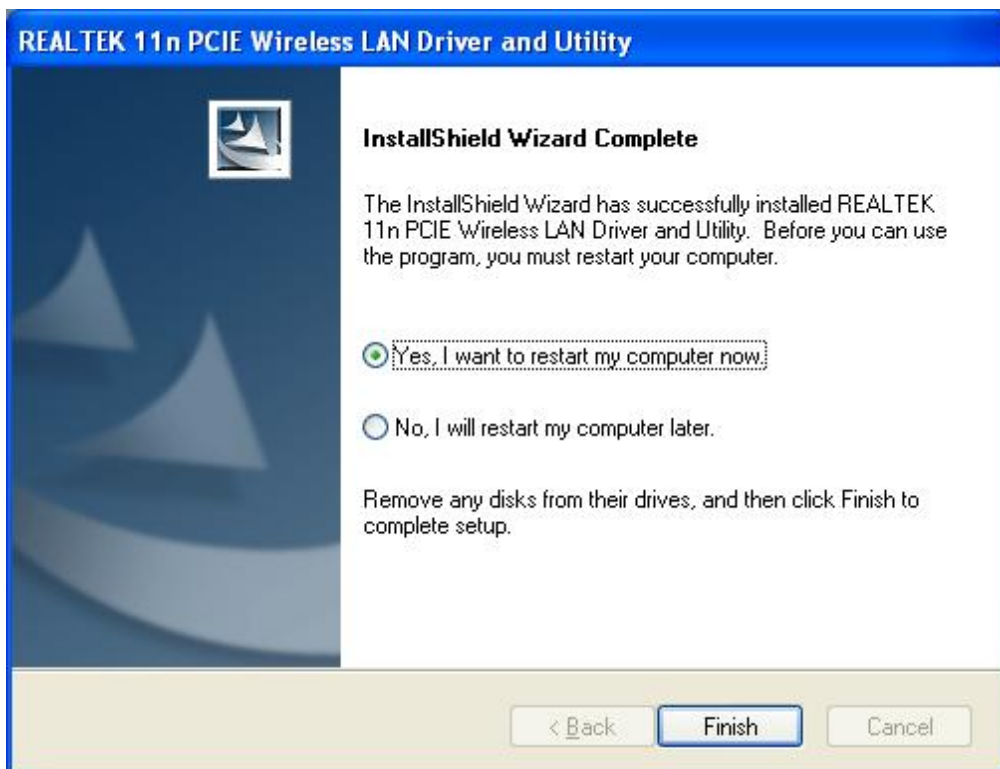 REALTEK 11n PCIE Wireless LAN Driver and Utility
InstallShield Wizard Complete
The InstallShield Wizard has successfully installed REALTEK
11n PCIE Wireless LAN Driver and Utility.  Before you can use
the program, you must restart your computer.
Yes, I want to restart my computer now.
No, I will restart my computer later.
Remove any disks from their drives, and then click Finish to
complete setup.
< Back
Finish
Cancel